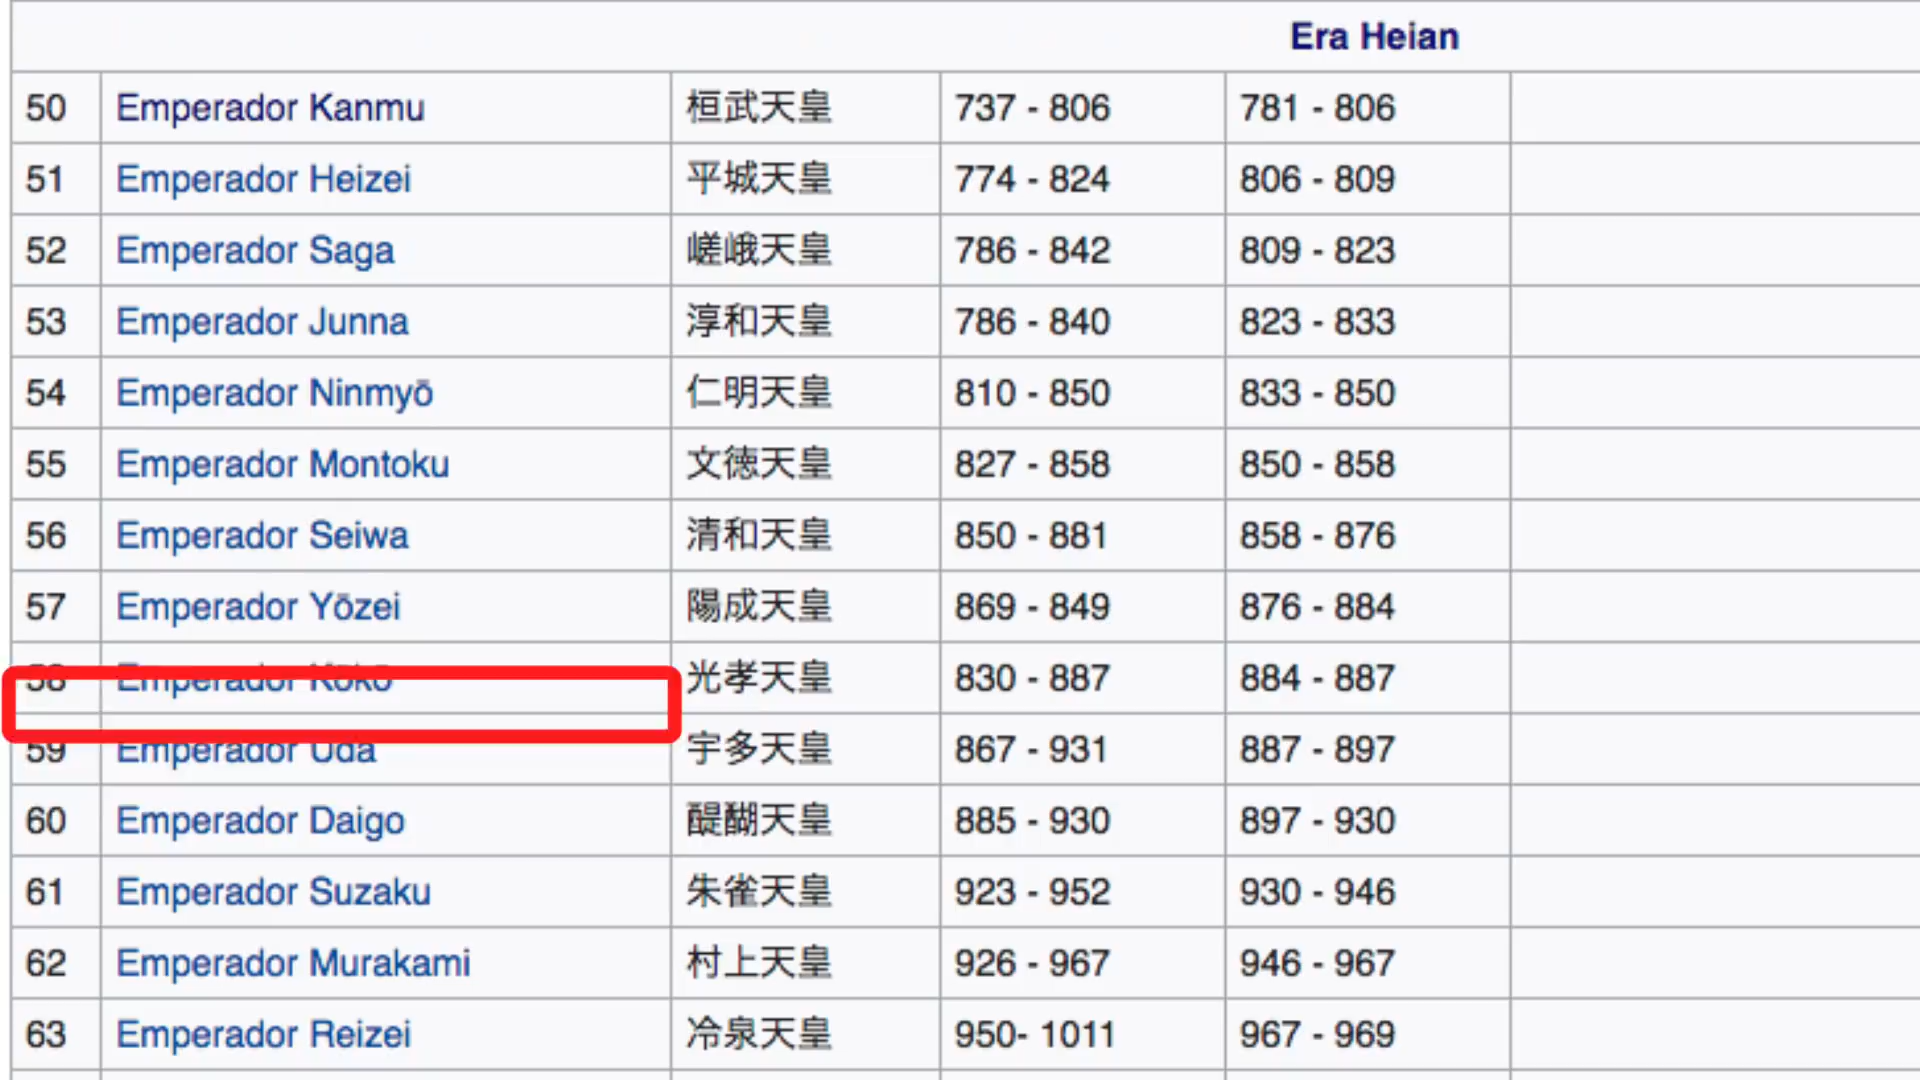 Era Heian
50 Emperador Kanmu 桓武天皇 737 - 806 781 - 806
51 Emperador Heizei 平城天皇 774 - 824 806 - 809
52 Emperador Saga 嵯峨天皇 786 - 842 809 - 823
53 Emperador Junna 淳和天皇 786 - 840 823 - 833
54 Emperador Ninmyō 仁明天皇 810 - 850 833 - 850
55 Emperador Montoku 文徳天皇 827 - 858 850 - 858
56 Emperador Seiwa 清和天皇 850 - 881 858 - 876
57 Emperador Yōzei 陽成天皇 869 - 849 876 - 884
58 Emperador Kōkō 光孝天皇 830 - 887 884 - 887
59 Emperador Uda 宇多天皇 867 - 931 887 - 897
60 Emperador Daigo 醍醐天皇 885 - 930 897 - 930
61 Emperador Suzaku 朱雀天皇 923 - 952 930 - 946
62 Emperador Murakami 村上天皇 926 - 967 946 - 967
63 Emperador Reizei 冷泉天皇 950- 1011 967 - 969